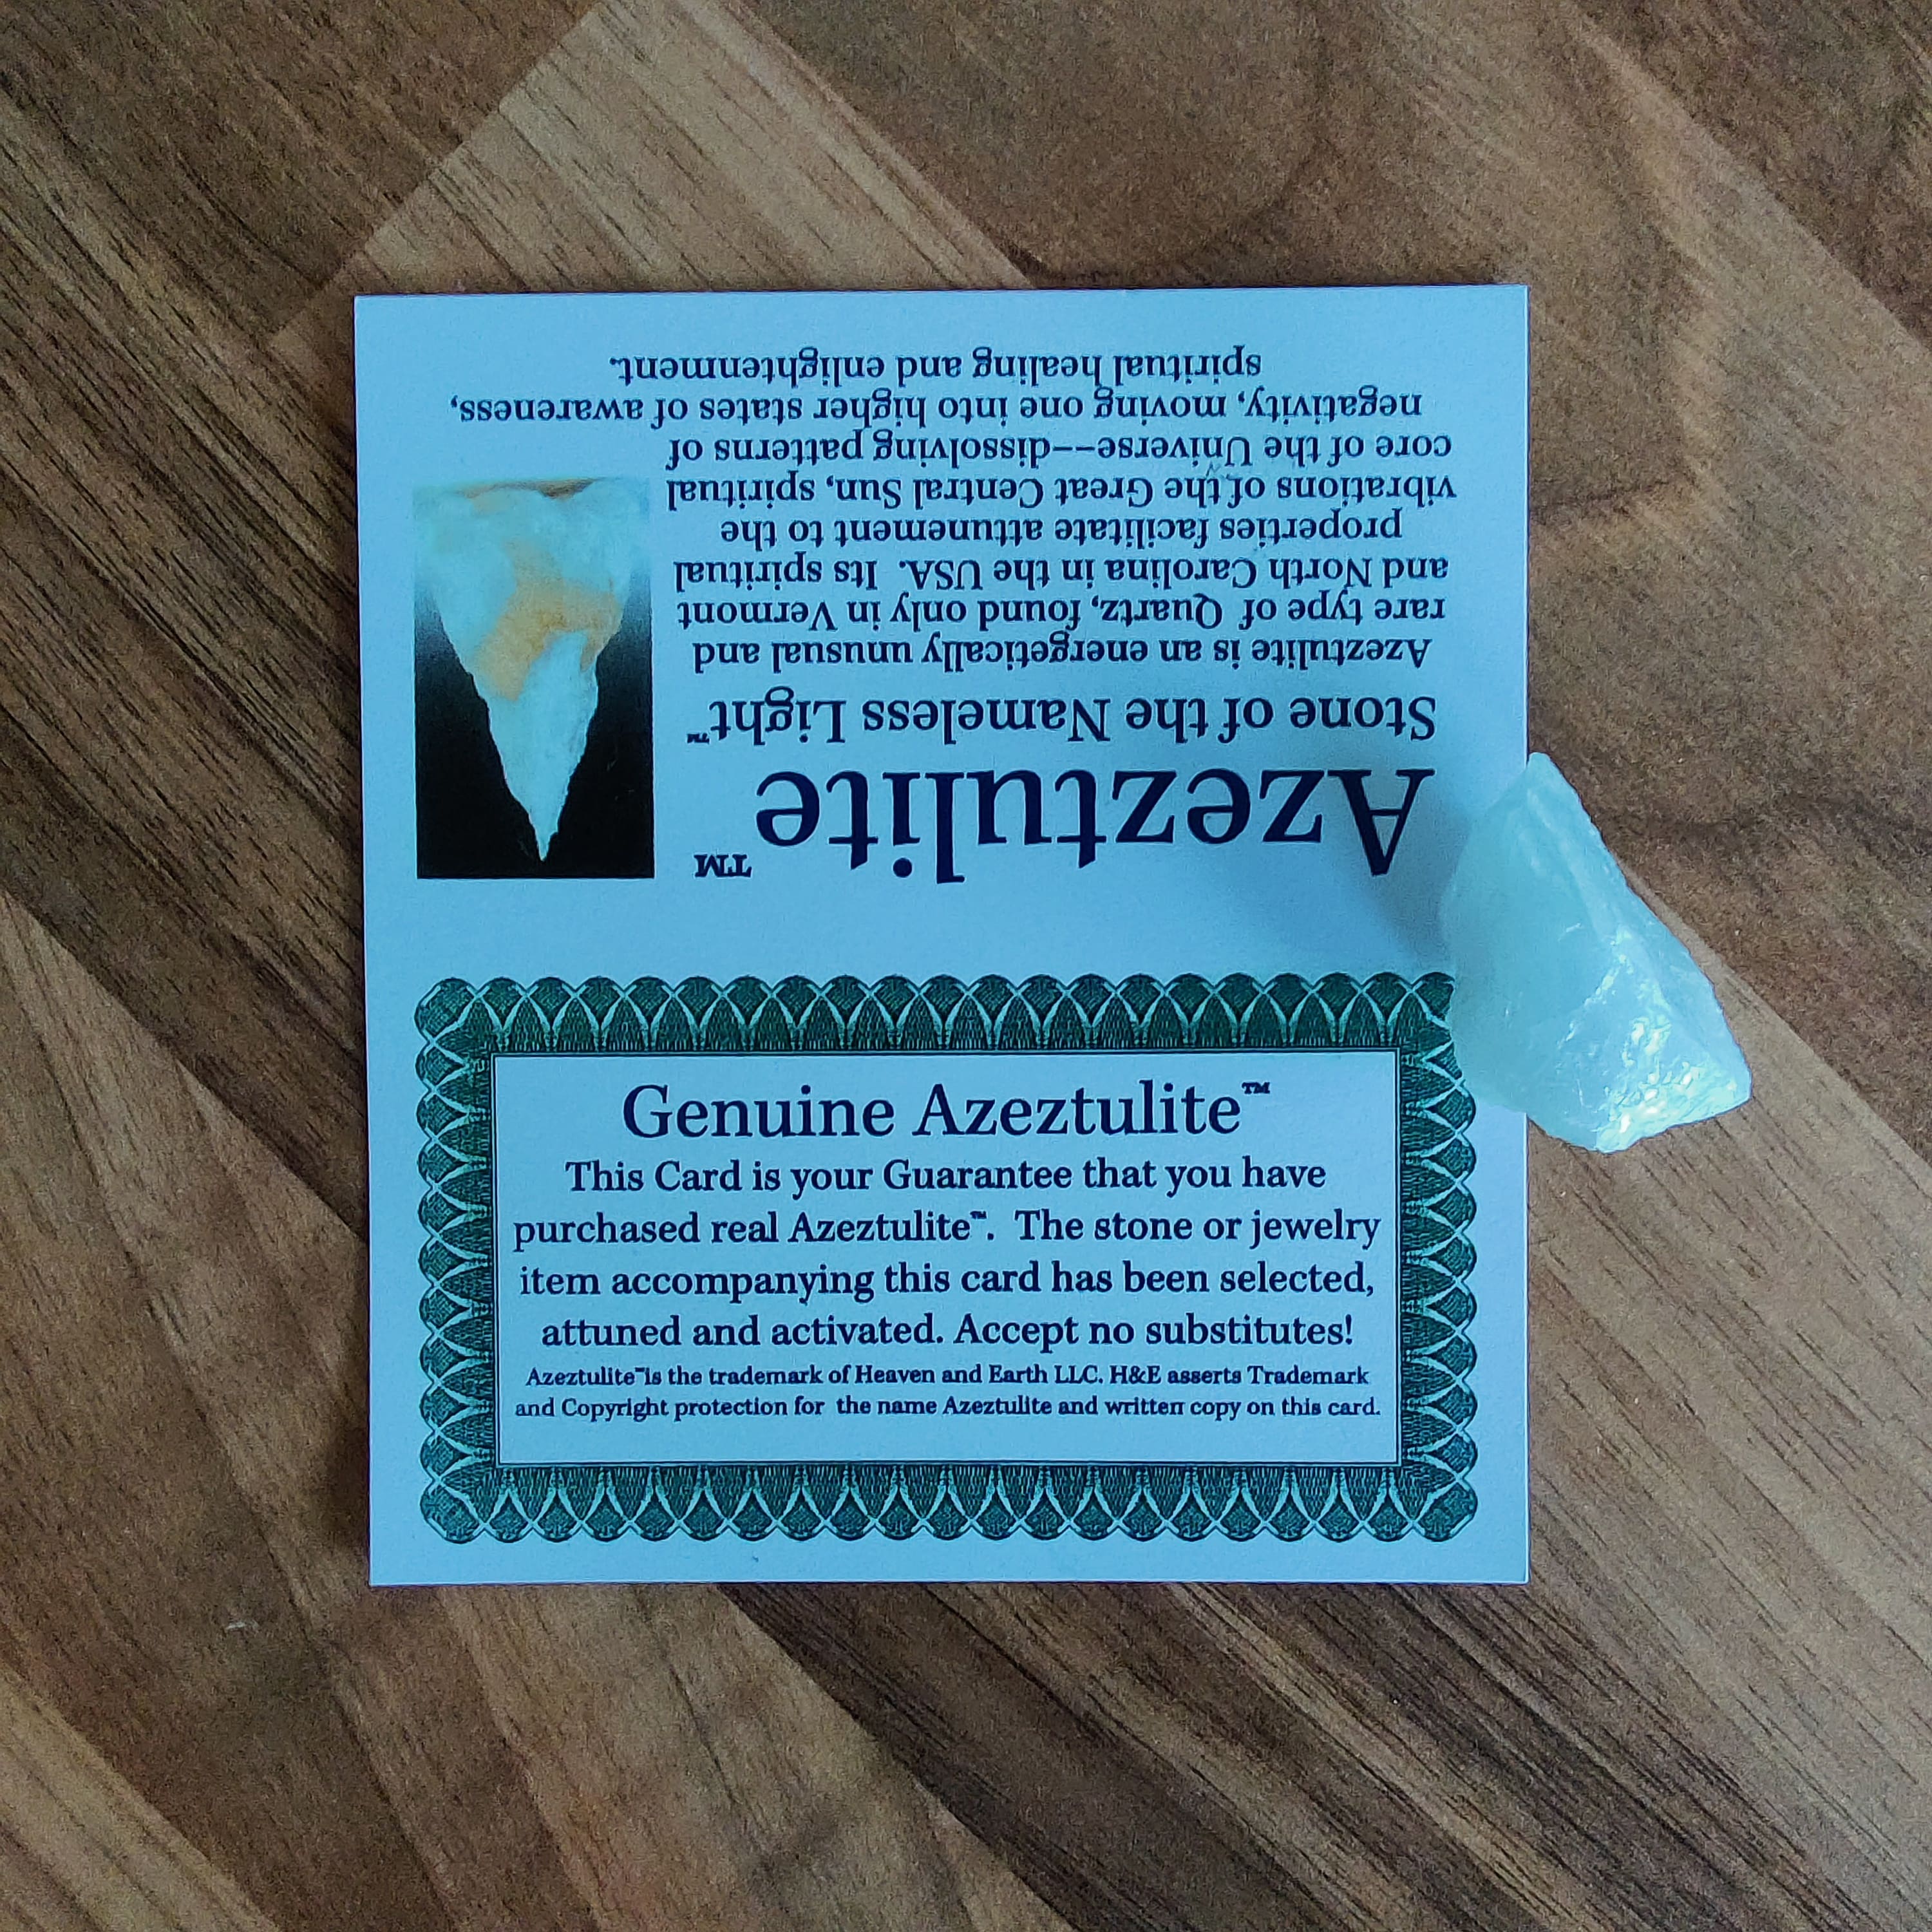 Azeztulite™
Stone of the Nameless Light™
Azeztulite is an energetically unusual and
rare type of Quartz, found only in Vermont
and North Carolina in the USA. Its spiritual
properties facilitate attunement to the
vibrations of the Great Central Sun, spiritual
core of the Universe--dissolving patterns of
negativity, moving one into higher states of awareness,
spiritual healing and enlightenment.
Genuine Azeztulite™
This Card is your Guarantee that you have
purchased real Azeztulite™. The stone or jewelry
item accompanying this card has been selected,
attuned and activated. Accept no substitutes!
Azeztulite™is the trademark of Heaven and Earth LLC. H&E asserts Trademark
and Copyright protection for the name Azeztulite and written copy on this card.